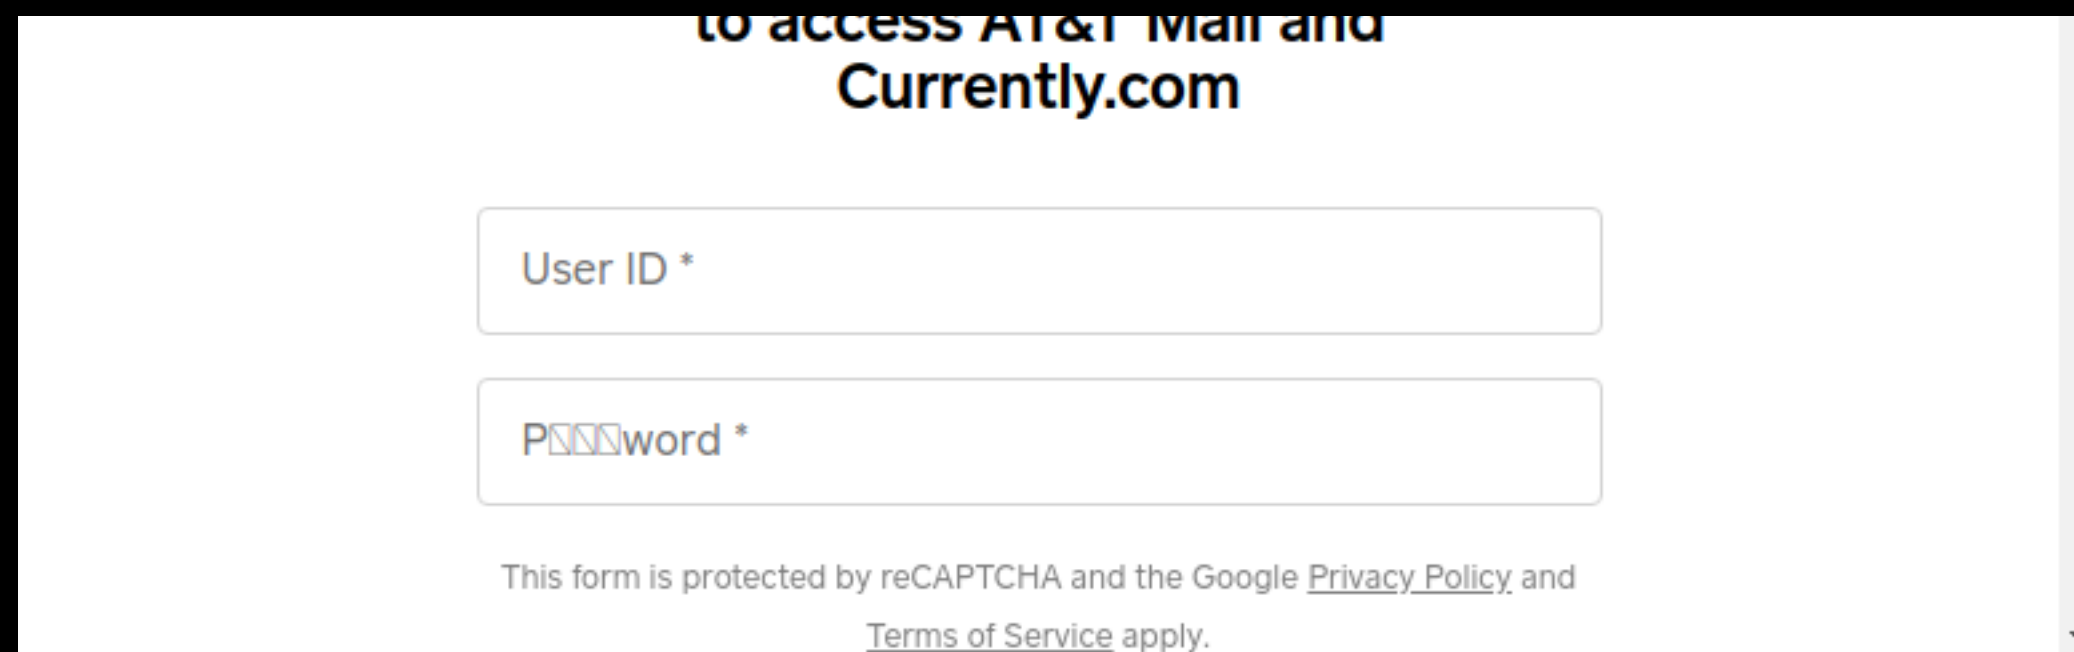 to access AT&T Mail and
Currently.com
User ID *
P□□□word *
This form is protected by reCAPTCHA and the Google Privacy Policy and
Terms of Service apply.